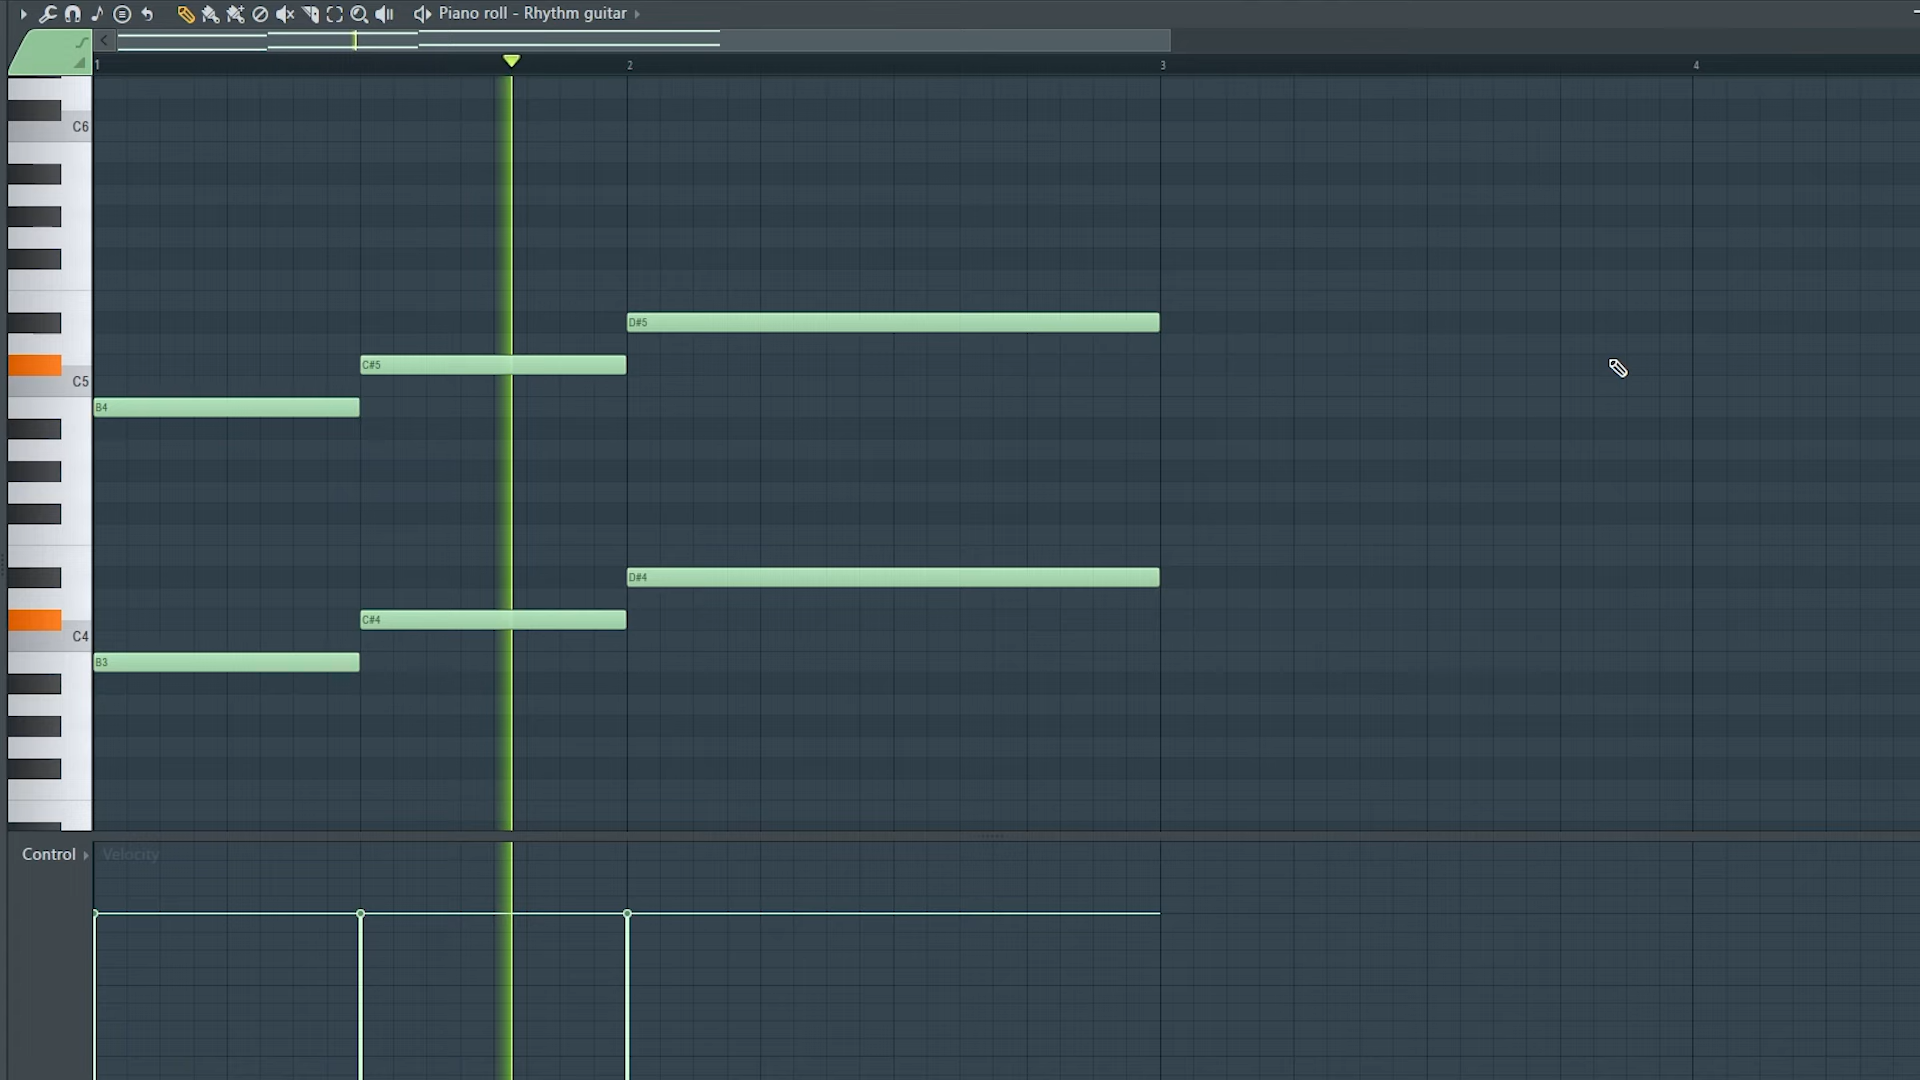 Piano roll - Rhythm guitar
1 2 3 4
C6
D#5
C#5
C5
B4
D#4
C#4
C4
B3
Control Velocity